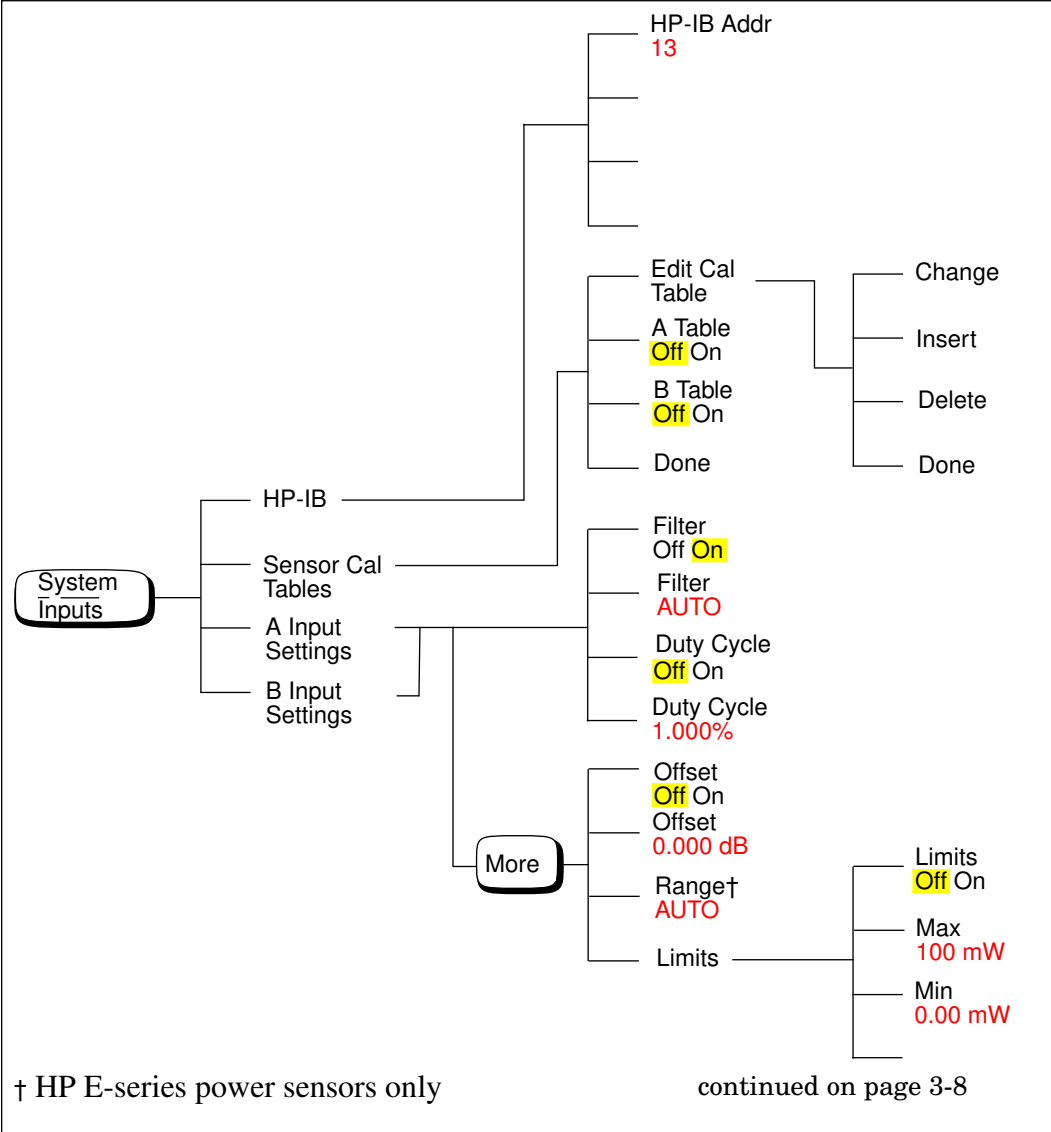 HP-IB Addr
13
Edit Cal
Table
A Table
Off On
B Table
Off On
Done
Change
Insert
Delete
Done
HP-IB
Sensor Cal
Tables
System
Inputs
A Input
Settings
B Input
Settings
Filter
Off On
Filter
AUTO
Duty Cycle
Off On
Duty Cycle
1.000%
More
Offset
Off On
Offset
0.000 dB
Range†
AUTO
Limits
Limits
Off On
Max
100 mW
Min
0.00 mW
† HP E-series power sensors only
continued on page 3-8